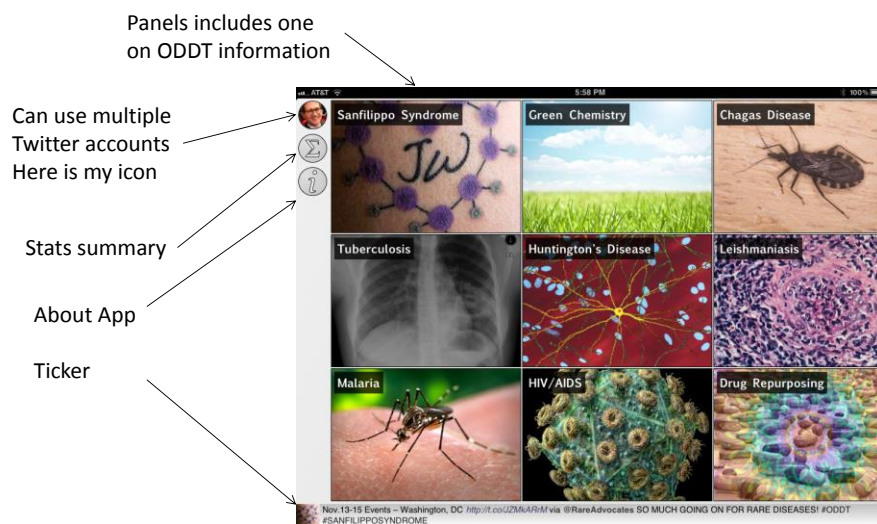 Panels includes one
on ODDT information
AT&T
5:58 PM
100%
Can use multiple
Twitter accounts
Here is my icon
Stats summary
About App
Ticker
Σ
i
Sanfilippo Syndrome
Green Chemistry
Chagas Disease
JW
Tuberculosis
Huntington's Disease
Leishmaniasis
Malaria
HIV/AIDS
Drug Repurposing
Nov.13-15 Events – Washington, DC http://t.co/JZMkARrM via @RareAdvocates SO MUCH GOING ON FOR RARE DISEASES! #ODDT
#SANFILIPPOSYNDROME